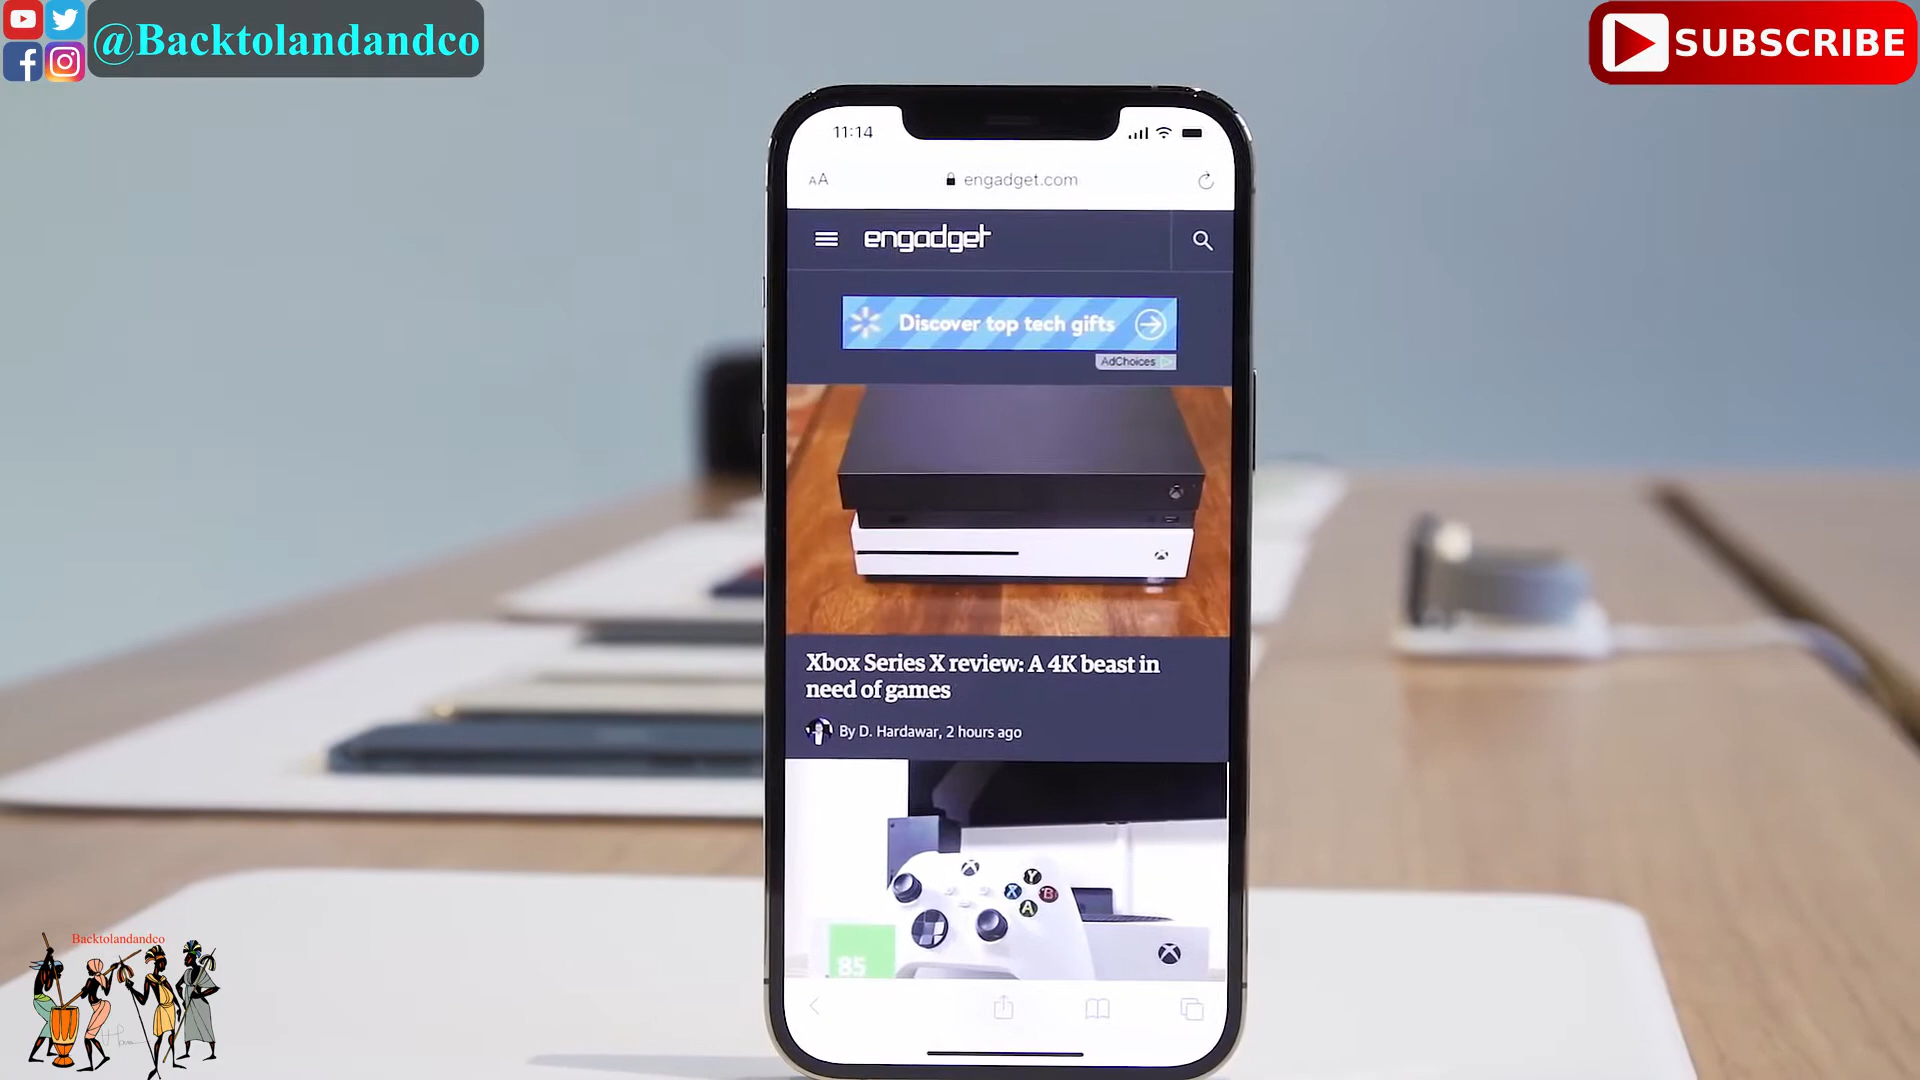 @Backtolandandco
SUBSCRIBE
11:14
AA
engadget.com
engadget
Discover top tech gifts
AdChoices
Xbox Series X review: A 4K beast in
need of games
By D. Hardawar, 2 hours ago
Y
X B
A
85
Backtolandandco